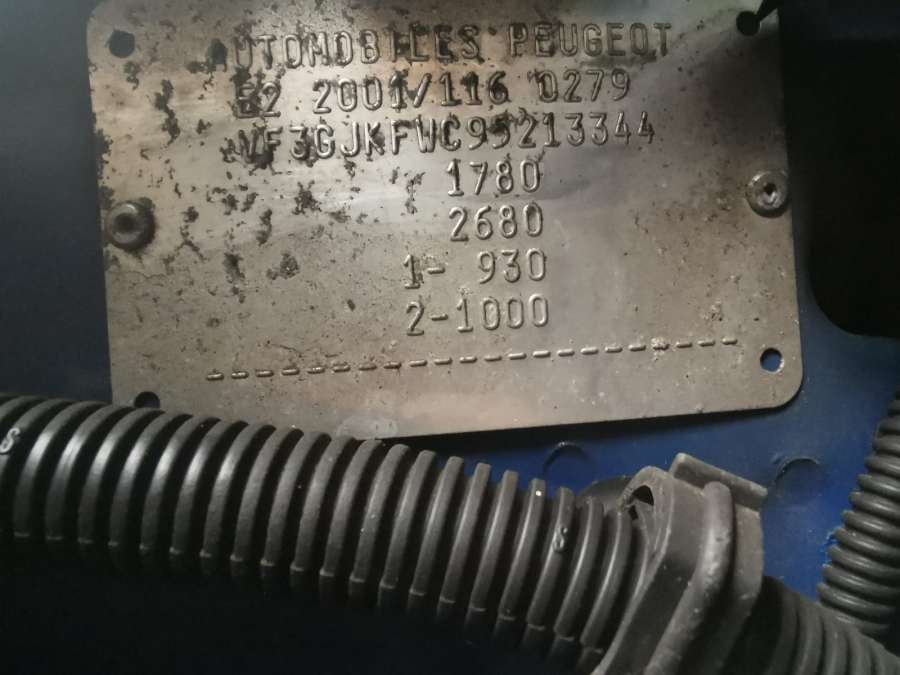 AUTOMOBILES PEUGEOT
E2 2001/116 0279
VF3GJKFWC95213344
1780
2680
1- 930
2-1000
S
S